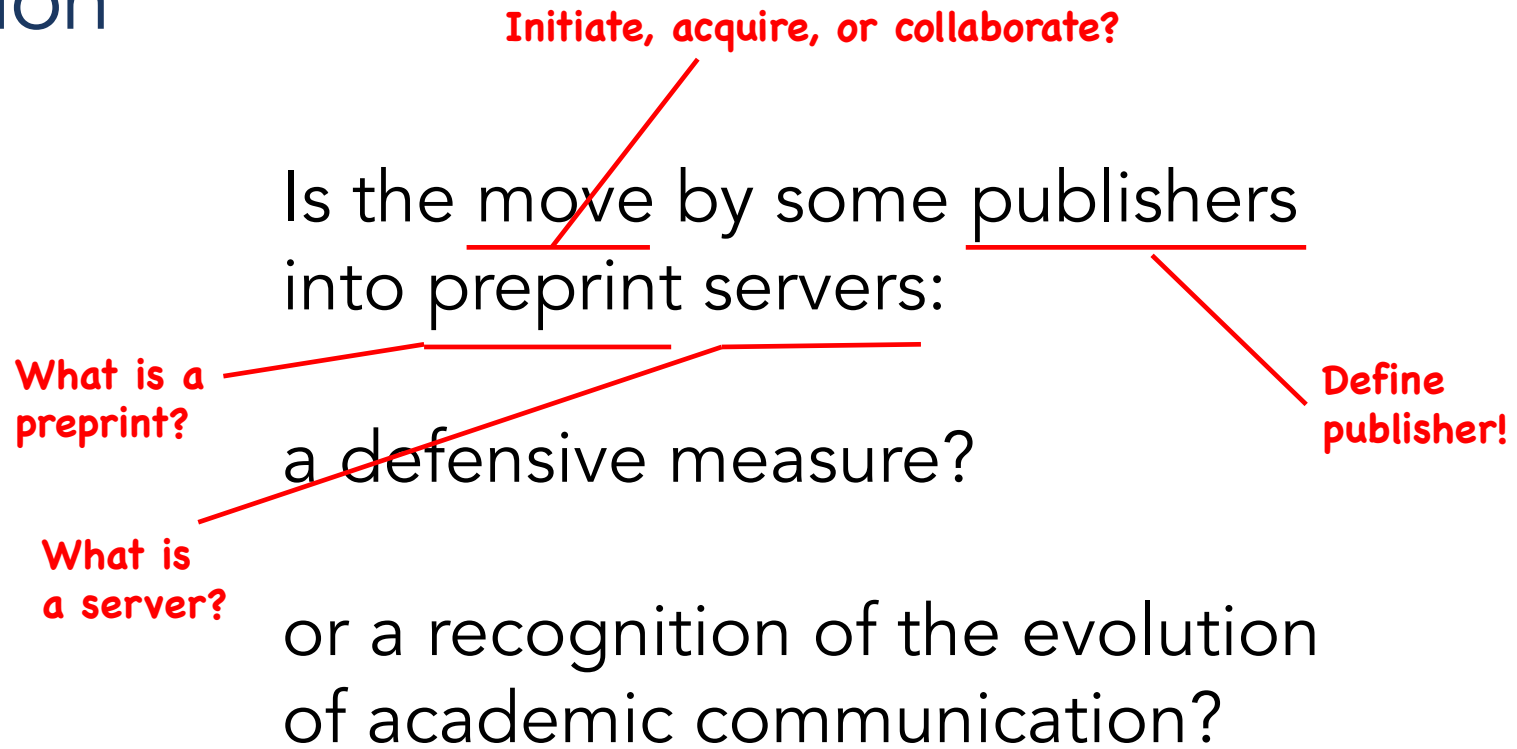 Initiate, acquire, or collaborate?
Is the move by some publishers
into preprint servers:
What is a
preprint?
Define
publisher!
a defensive measure?
What is
a server?
or a recognition of the evolution
of academic communication?